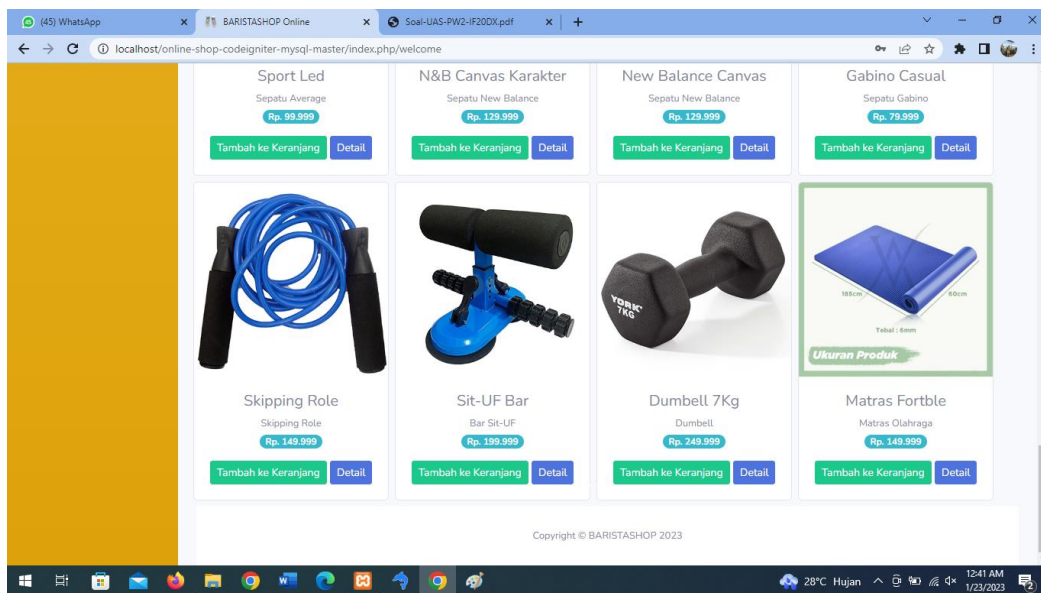 (45) WhatsApp
BARISTASHOP Online
Soal-UAS-PW2-IF20DX.pdf
localhost/online-shop-codeigniter-mysql-master/index.php/welcome
Sport Led
Sepatu Average
Rp. 99.999
Tambah ke Keranjang Detail
N&B Canvas Karakter
Sepatu New Balance
Rp. 129.999
Tambah ke Keranjang Detail
New Balance Canvas
Sepatu New Balance
Rp. 129.999
Tambah ke Keranjang Detail
Gabino Casual
Sepatu Gabino
Rp. 79.999
Tambah ke Keranjang Detail
Skipping Role
Skipping Role
Rp. 149.999
Tambah ke Keranjang Detail
Sit-UF Bar
Bar Sit-UF
Rp. 199.999
Tambah ke Keranjang Detail
YORK
7KG
Dumbell 7Kg
Dumbell
Rp. 249.999
Tambah ke Keranjang Detail
60cm
Tebal : 6mm
Ukuran Produk
Matras Fortble
Matras Olahraga
Rp. 149.999
Tambah ke Keranjang Detail
Copyright © BARISTASHOP 2023
28°C Hujan
12:41 AM
1/23/2023
2